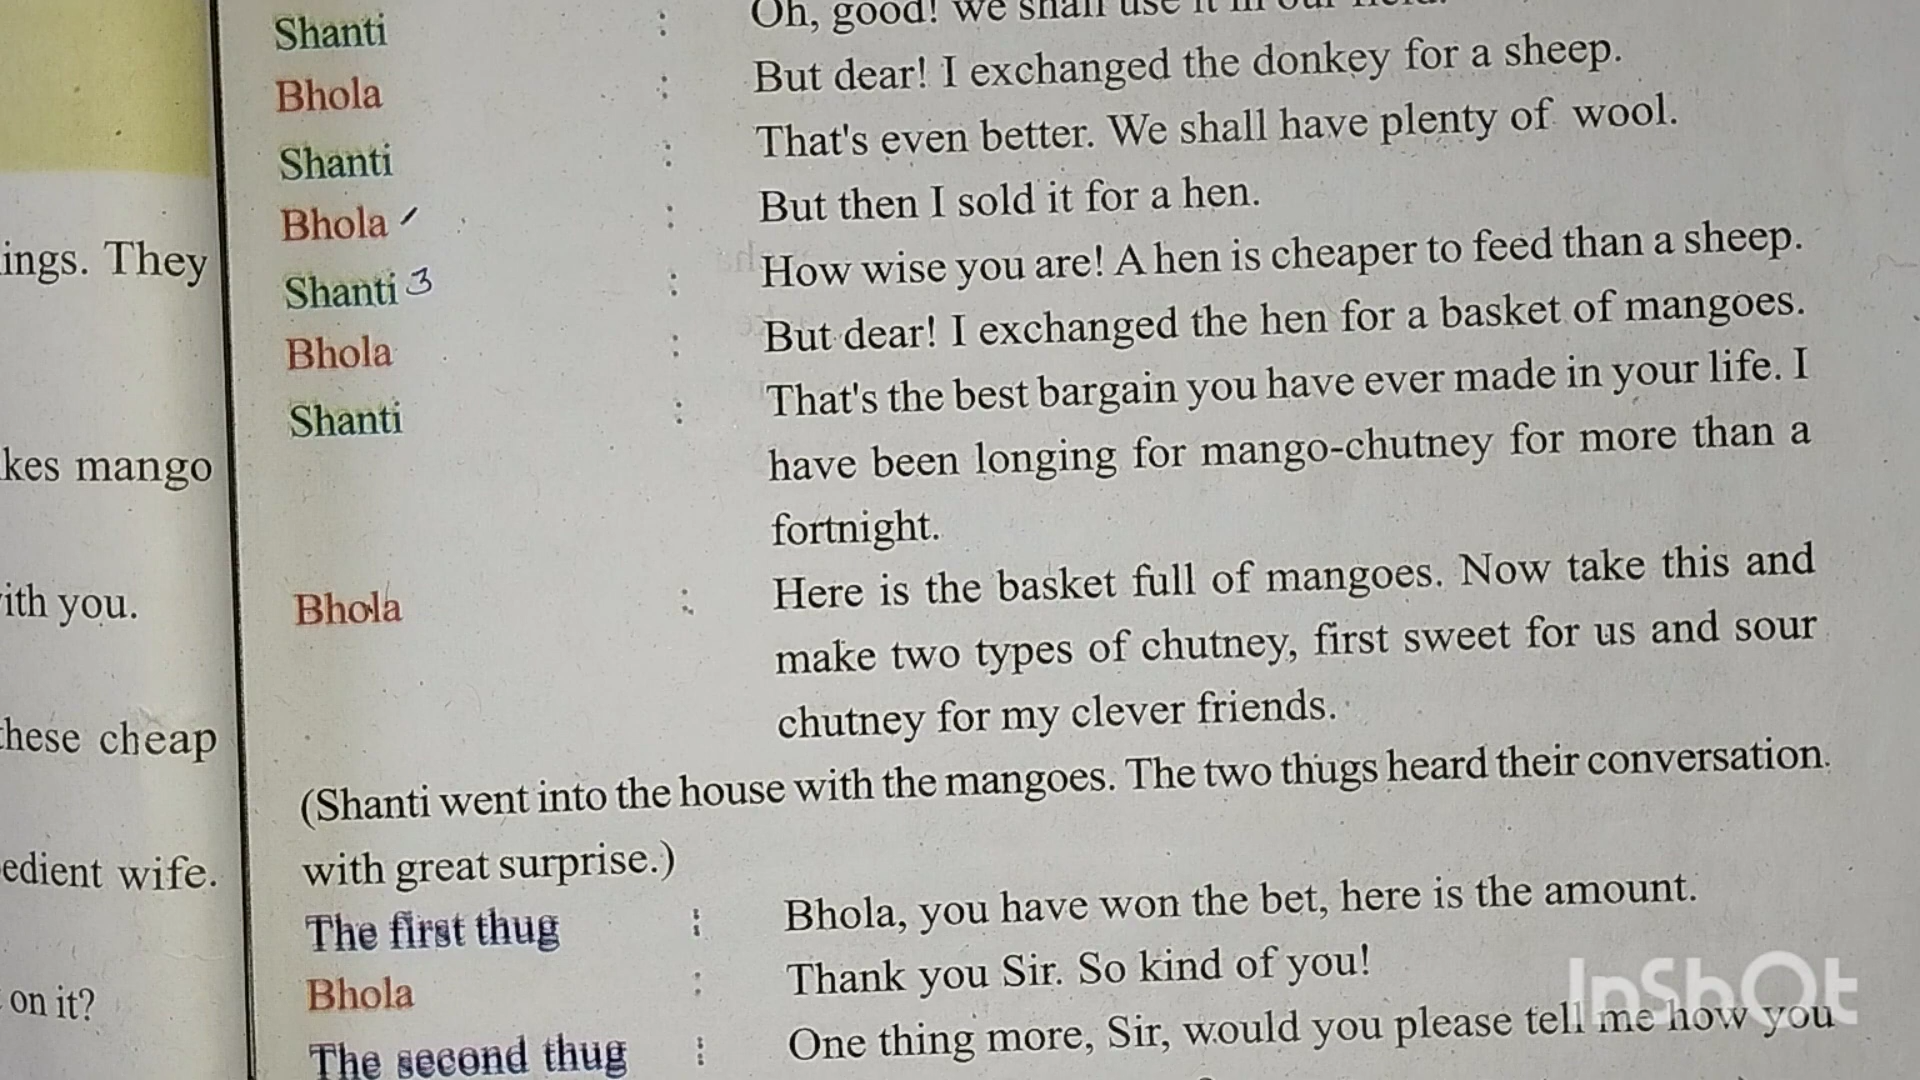 Shanti : Oh, good! we shall use it in our field.
Bhola : But dear! I exchanged the donkey for a sheep.
Shanti : That's even better. We shall have plenty of wool.
Bhola : But then I sold it for a hen.
Shanti 3 : How wise you are! A hen is cheaper to feed than a sheep.
Bhola : But dear! I exchanged the hen for a basket of mangoes.
Shanti : That's the best bargain you have ever made in your life. I
have been longing for mango-chutney for more than a
fortnight.
Bhola : Here is the basket full of mangoes. Now take this and
make two types of chutney, first sweet for us and sour
chutney for my clever friends.
(Shanti went into the house with the mangoes. The two thugs heard their conversation.
with great surprise.)
The first thug : Bhola, you have won the bet, here is the amount.
Bhola : Thank you Sir. So kind of you!
The second thug : One thing more, Sir, would you please tell me how you
ings. They
kes mango
ith you.
hese cheap
edient wife.
on it?
InShOt